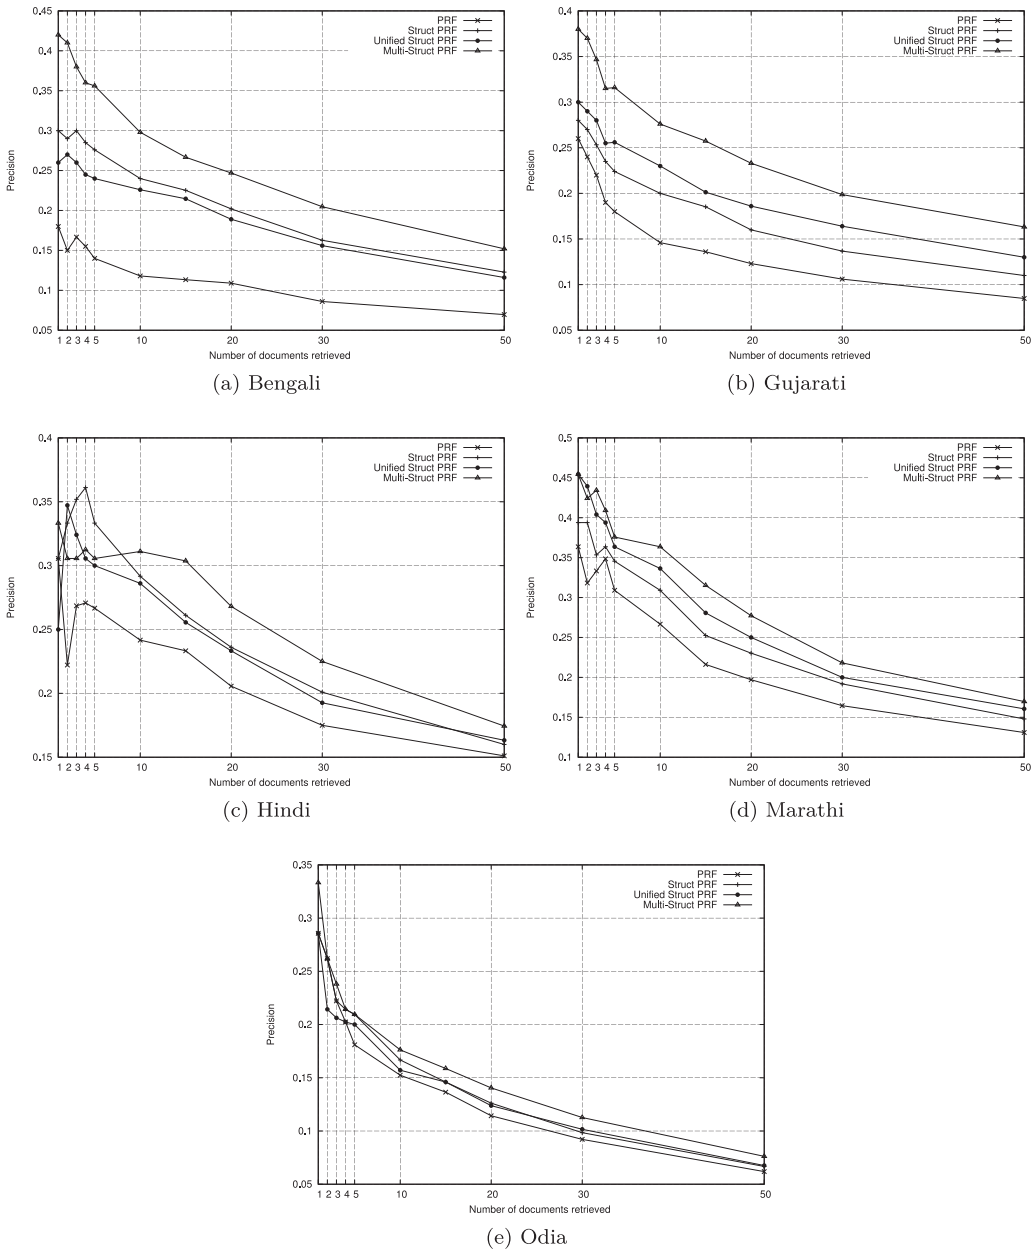 0.45
0.4
0.35
0.3
0.25
0.2
0.15
0.1
0.05
Precision
PRF
Struct PRF
Unified Struct PRF
Multi-Struct PRF
1 2 3 4 5 10 20 30 50
Number of documents retrieved
(a) Bengali
0.4
0.35
0.3
0.25
0.2
0.15
0.1
0.05
Precision
PRF
Struct PRF
Unified Struct PRF
Multi-Struct PRF
1 2 3 4 5 10 20 30 50
Number of documents retrieved
(b) Gujarati
0.4
0.35
0.3
0.25
0.2
0.15
Precision
PRF
Struct PRF
Unified Struct PRF
Multi-Struct PRF
1 2 3 4 5 10 20 30 50
Number of documents retrieved
(c) Hindi
0.5
0.45
0.4
0.35
0.3
0.25
0.2
0.15
0.1
Precision
PRF
Struct PRF
Unified Struct PRF
Multi-Struct PRF
1 2 3 4 5 10 20 30 50
Number of documents retrieved
(d) Marathi
0.35
0.3
0.25
0.2
0.15
0.1
0.05
Precision
PRF
Struct PRF
Unified Struct PRF
Multi-Struct PRF
1 2 3 4 5 10 20 30 50
Number of documents retrieved
(e) Odia